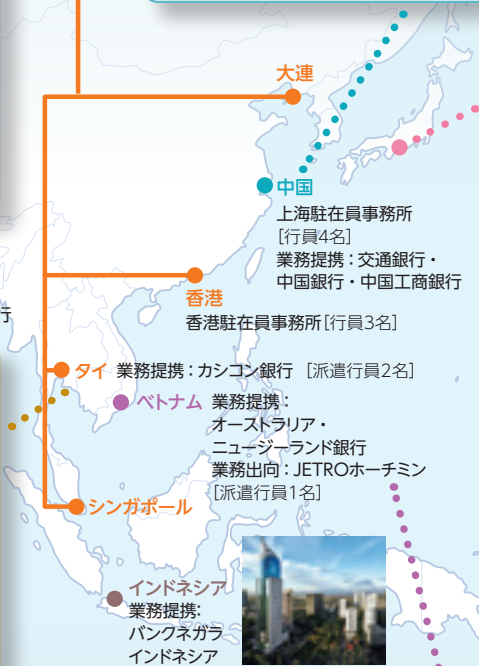 大連
中国
上海駐在員事務所
[行員4名]
業務提携：交通銀行・
中国銀行・中国工商銀行
行
香港
香港駐在員事務所[行員3名]
タイ 業務提携：カシコン銀行 [派遣行員2名]
ベトナム 業務提携：
オーストラリア・
ニュージーランド銀行
業務出向：JETROホーチミン
[派遣行員1名]
シンガポール
インドネシア
業務提携：
バンクネガラ
インドネシア